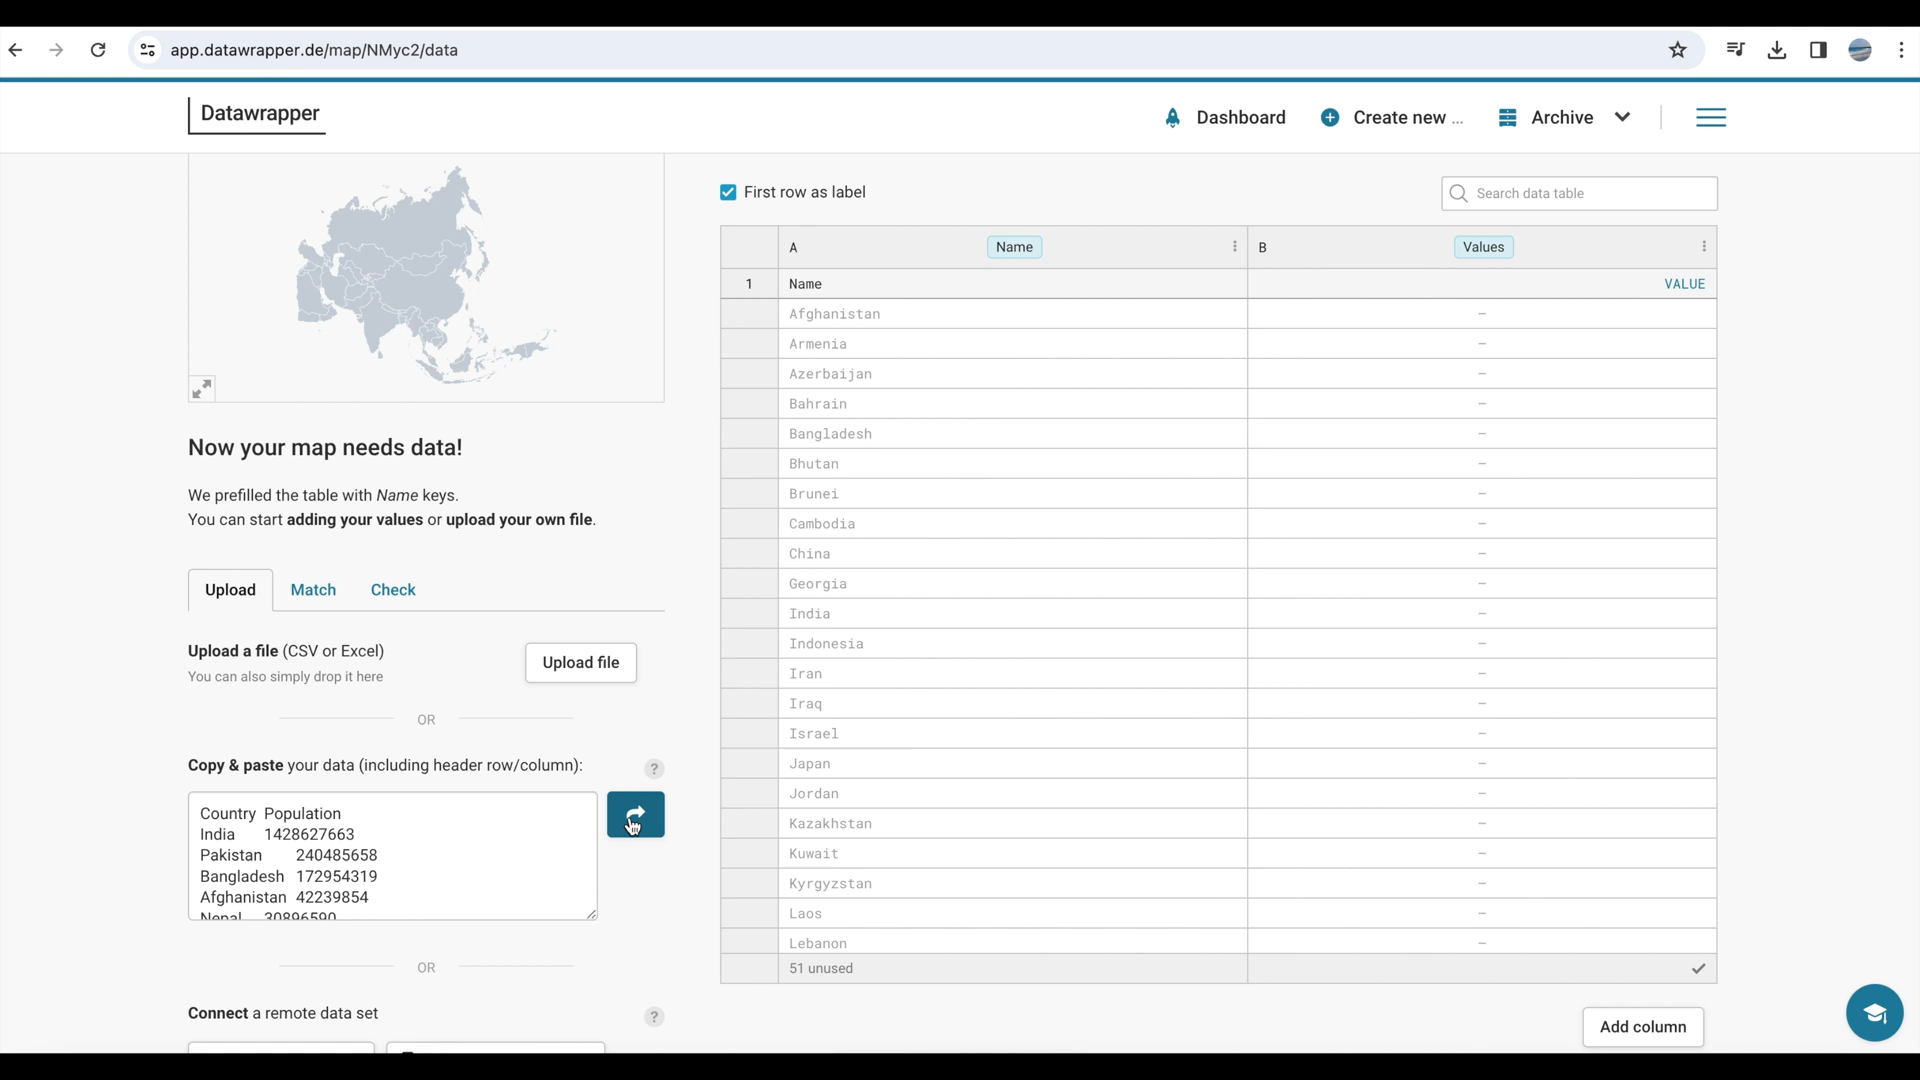 app.datawrapper.de/map/NMyc2/data
Datawrapper
Dashboard
Create new ...
Archive
First row as label
Search data table
A Name B Values
1 Name VALUE
Afghanistan –
Armenia –
Azerbaijan –
Bahrain –
Bangladesh –
Bhutan –
Brunei –
Cambodia –
China –
Georgia –
India –
Indonesia –
Iran –
Iraq –
Israel –
Japan –
Jordan –
Kazakhstan –
Kuwait –
Kyrgyzstan –
Laos –
Lebanon –
51 unused
Add column
Now your map needs data!
We prefilled the table with Name keys.
You can start adding your values or upload your own file.
Upload Match Check
Upload a file (CSV or Excel)
You can also simply drop it here
Upload file
OR
Copy & paste your data (including header row/column):
?
Country Population
India 1428627663
Pakistan 240485658
Bangladesh 172954319
Afghanistan 42239854
Nepal 30896590
OR
Connect a remote data set
?